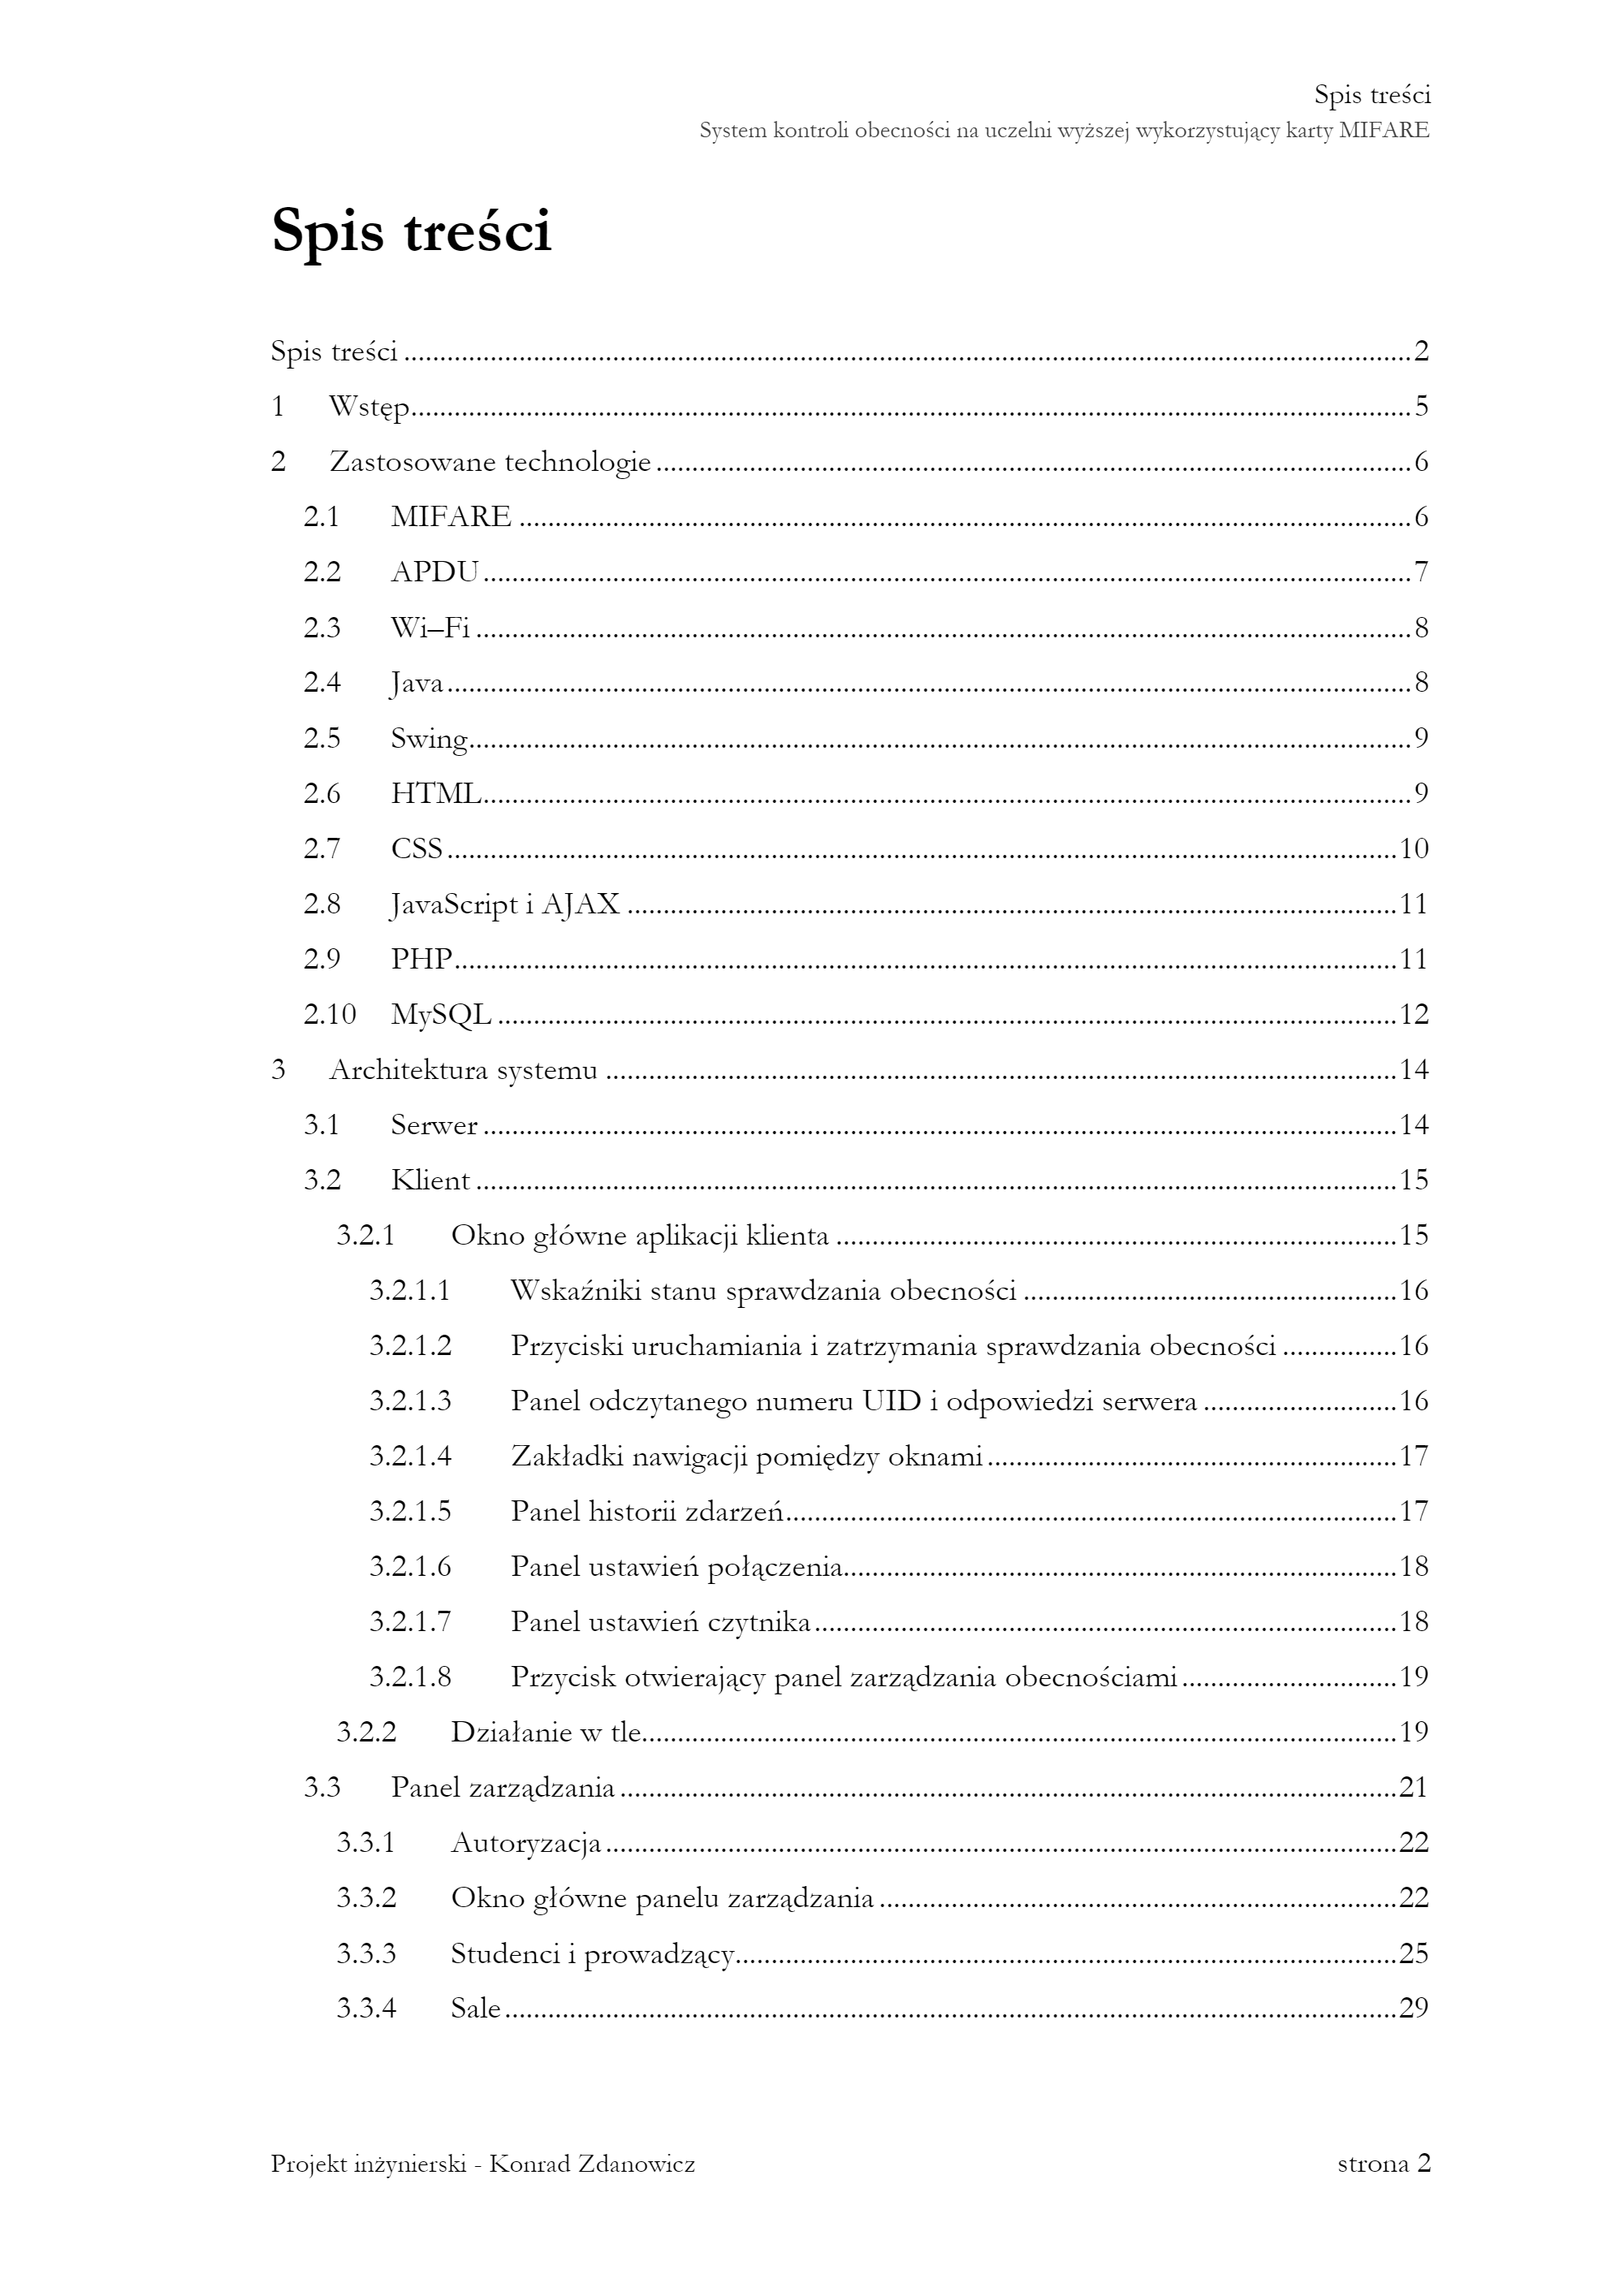 Spis treści
System kontroli obecności na uczelni wyższej wykorzystujący karty MIFARE
Spis treści
Spis treści ........ 2
1 Wstęp ........ 5
2 Zastosowane technologie ........ 6
2.1 MIFARE ........ 6
2.2 APDU ........ 7
2.3 Wi–Fi ........ 8
2.4 Java ........ 8
2.5 Swing ........ 9
2.6 HTML ........ 9
2.7 CSS ........ 10
2.8 JavaScript i AJAX ........ 11
2.9 PHP ........ 11
2.10 MySQL ........ 12
3 Architektura systemu ........ 14
3.1 Serwer ........ 14
3.2 Klient ........ 15
3.2.1 Okno główne aplikacji klienta ........ 15
3.2.1.1 Wskaźniki stanu sprawdzania obecności ........ 16
3.2.1.2 Przyciski uruchamiania i zatrzymania sprawdzania obecności ........ 16
3.2.1.3 Panel odczytanego numeru UID i odpowiedzi serwera ........ 16
3.2.1.4 Zakładki nawigacji pomiędzy oknami ........ 17
3.2.1.5 Panel historii zdarzeń ........ 17
3.2.1.6 Panel ustawień połączenia ........ 18
3.2.1.7 Panel ustawień czytnika ........ 18
3.2.1.8 Przycisk otwierający panel zarządzania obecnościami ........ 19
3.2.2 Działanie w tle ........ 19
3.3 Panel zarządzania ........ 21
3.3.1 Autoryzacja ........ 22
3.3.2 Okno główne panelu zarządzania ........ 22
3.3.3 Studenci i prowadzący ........ 25
3.3.4 Sale ........ 29
Projekt inżynierski - Konrad Zdanowicz strona 2